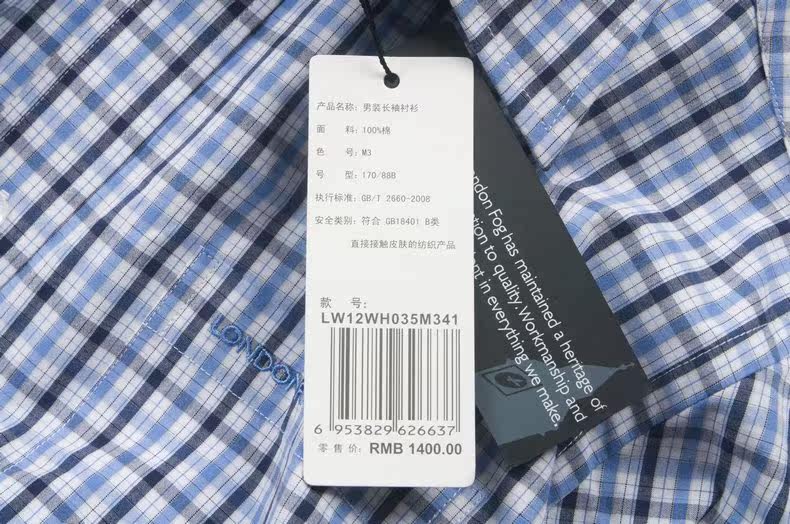 产品名称: 男装长袖衬衫
面 料: 100%棉
色 号: M3
号 型: 170/88B
执行标准: GB/T 2660-2008
安全类别: 符合 GB18401 B类
直接接触皮肤的纺织产品
款 号:
LW12WH035M341
6 953829 626637
零售价: RMB 1400.00
LONDON
ondon Fog has maintained a heritage of
tion to quality. Workmanship and
nt in everything we make.